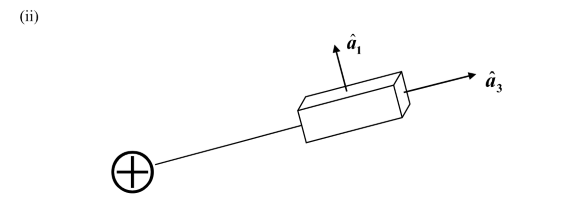 (ii)
â₁
â₃